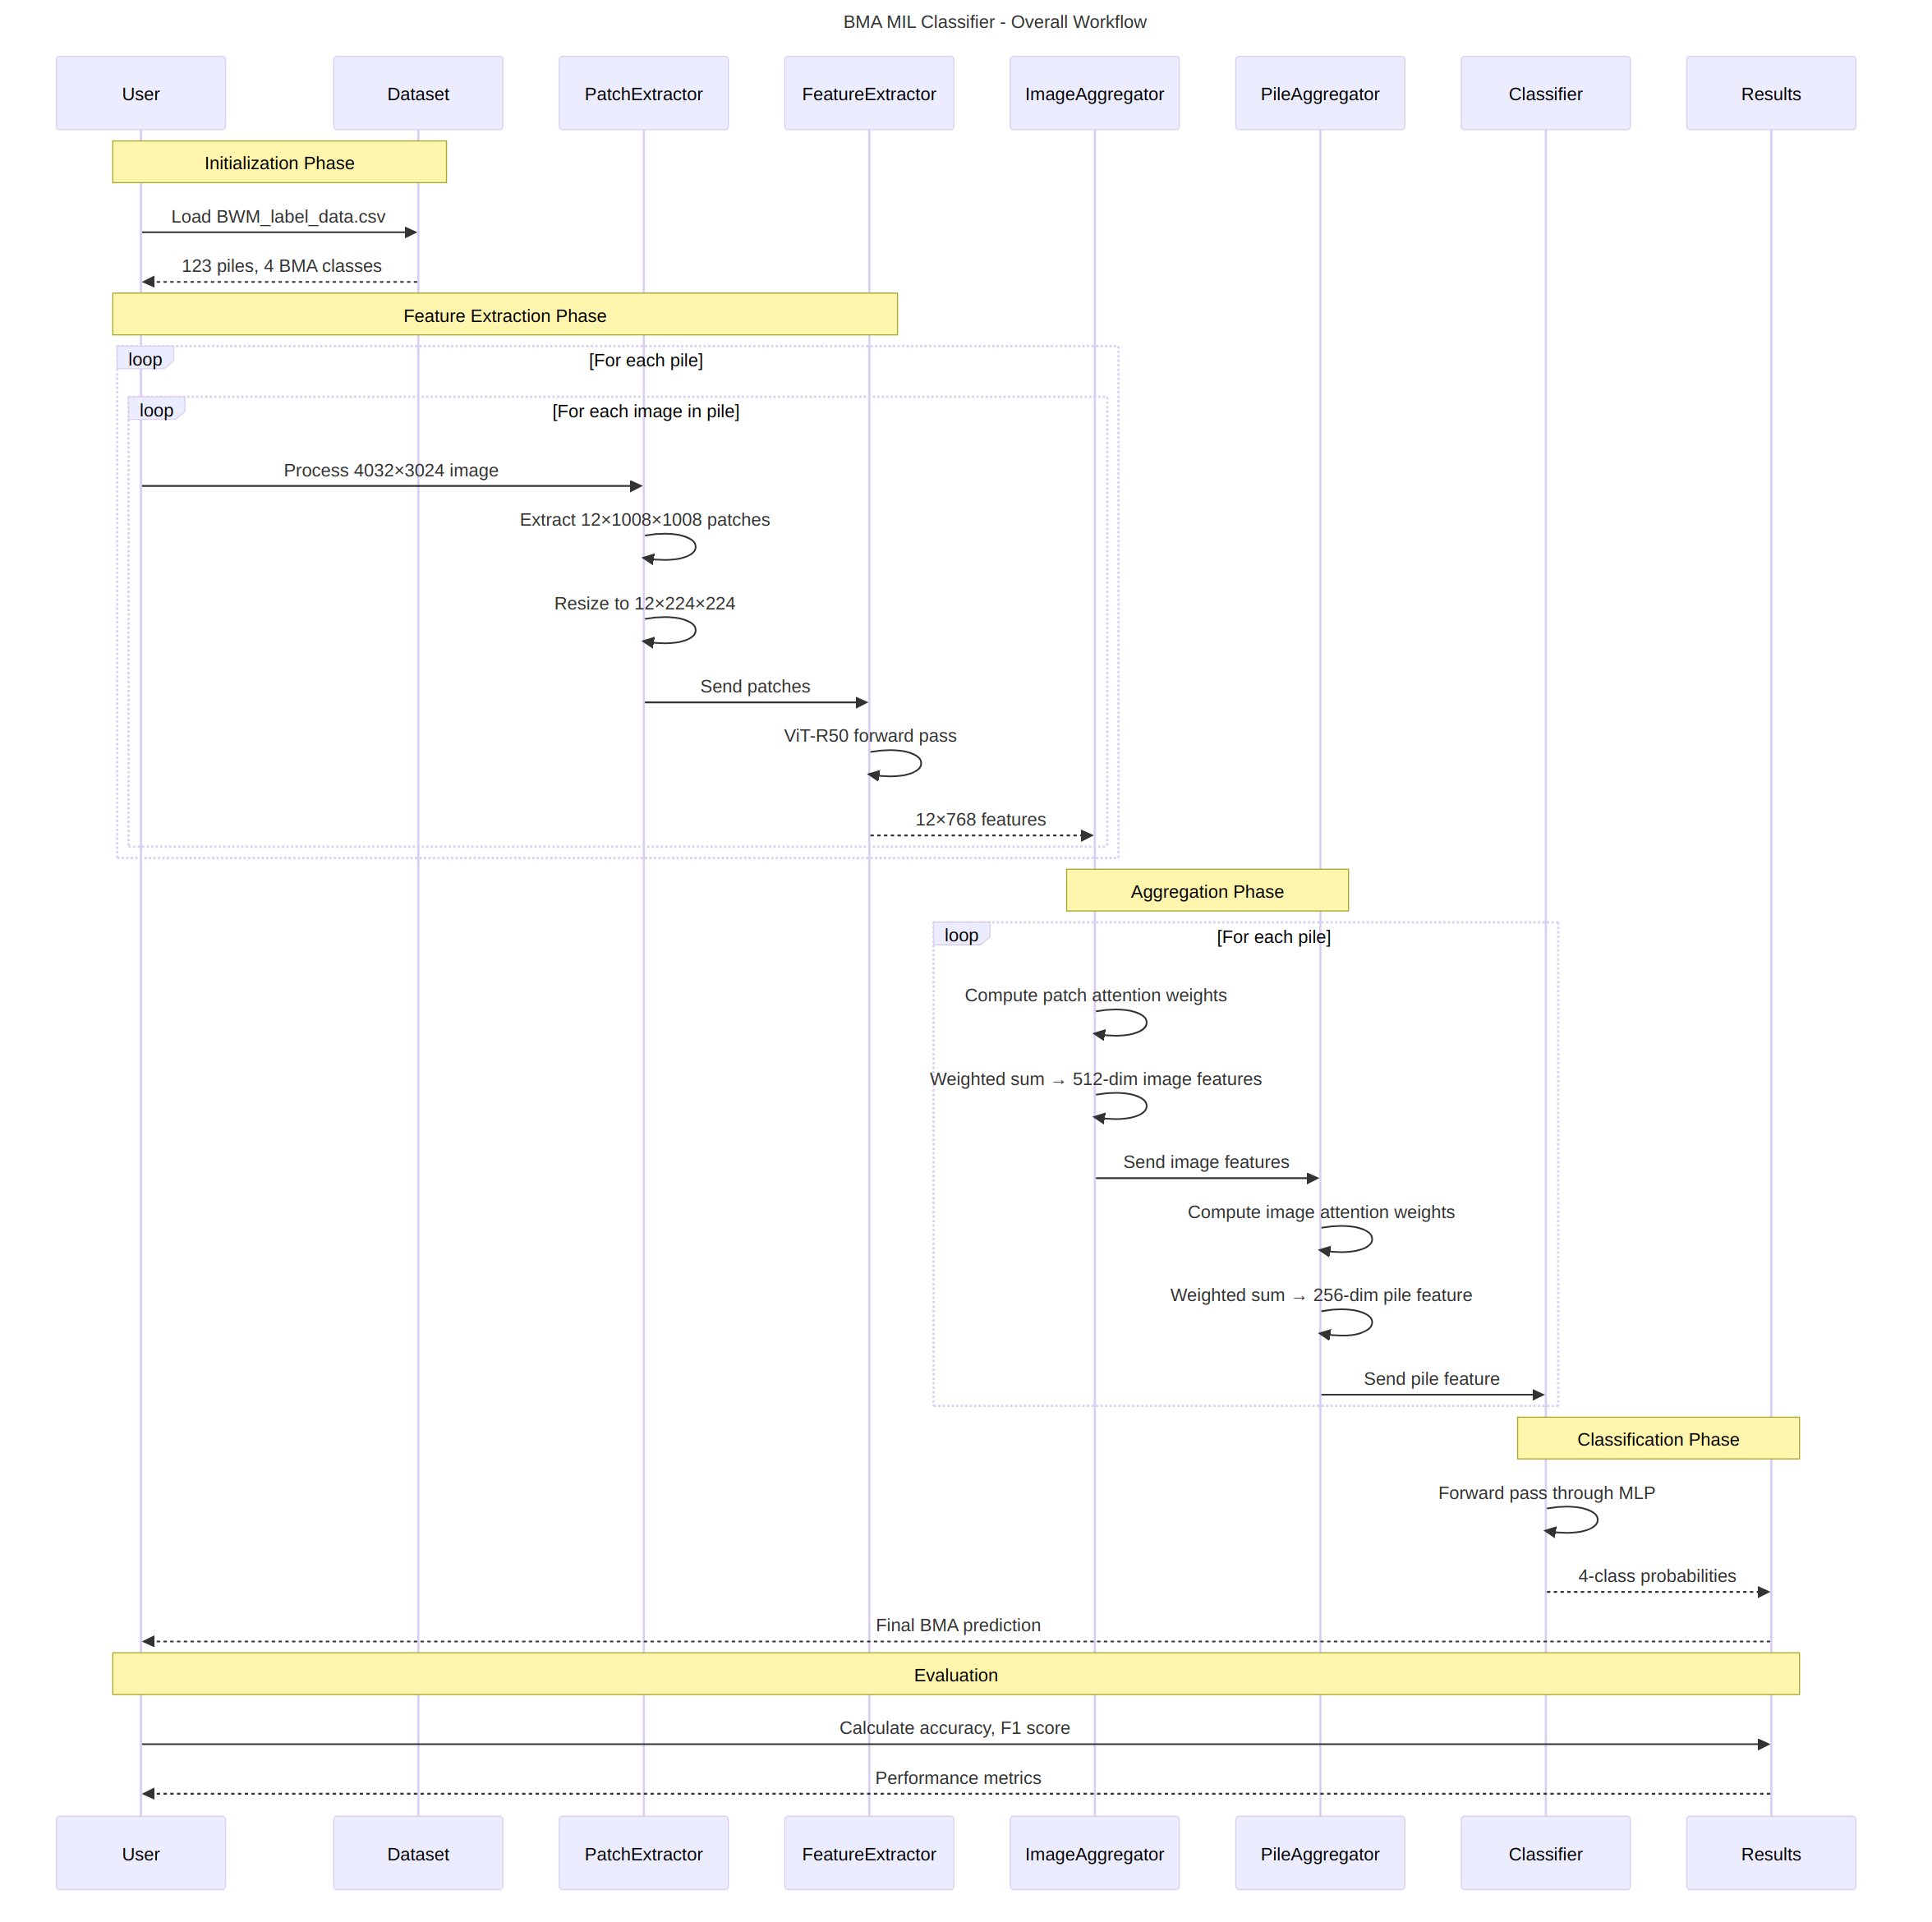 BMA MIL Classifier - Overall Workflow
User
Dataset
PatchExtractor
FeatureExtractor
ImageAggregator
PileAggregator
Classifier
Results
Initialization Phase
Load BWM_label_data.csv
123 piles, 4 BMA classes
Feature Extraction Phase
loop
[For each pile]
loop
[For each image in pile]
Process 4032×3024 image
Extract 12×1008×1008 patches
Resize to 12×224×224
Send patches
ViT-R50 forward pass
12×768 features
Aggregation Phase
loop
[For each pile]
Compute patch attention weights
Weighted sum → 512-dim image features
Send image features
Compute image attention weights
Weighted sum → 256-dim pile feature
Send pile feature
Classification Phase
Forward pass through MLP
4-class probabilities
Final BMA prediction
Evaluation
Calculate accuracy, F1 score
Performance metrics
User
Dataset
PatchExtractor
FeatureExtractor
ImageAggregator
PileAggregator
Classifier
Results